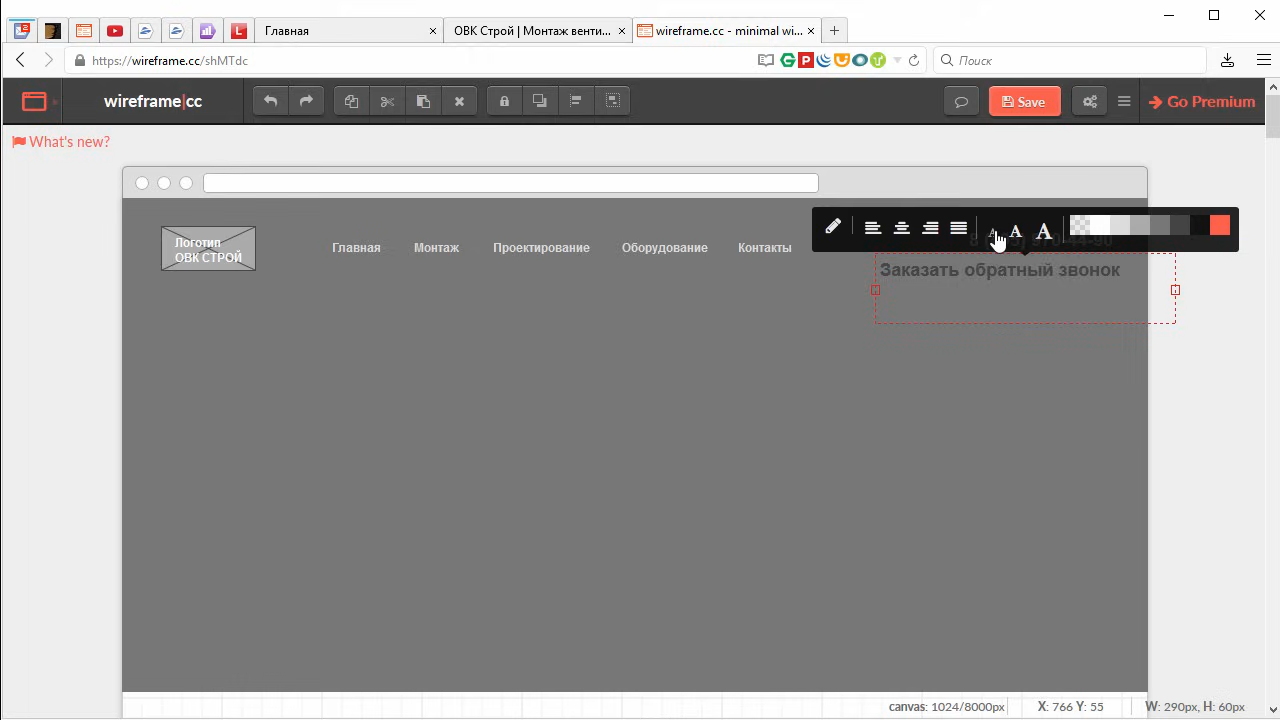 Главная
ОВК Строй | Монтаж венти...
wireframe.cc - minimal wi...
https://wireframe.cc/shMTdc
Поиск
wireframe|cc
Save
Go Premium
What's new?
Логотип
ОВК СТРОЙ
Главная
Монтаж
Проектирование
Оборудование
Контакты
Заказать обратный звонок
canvas: 1024/8000px
X: 766 Y: 55
W: 290px, H: 60px